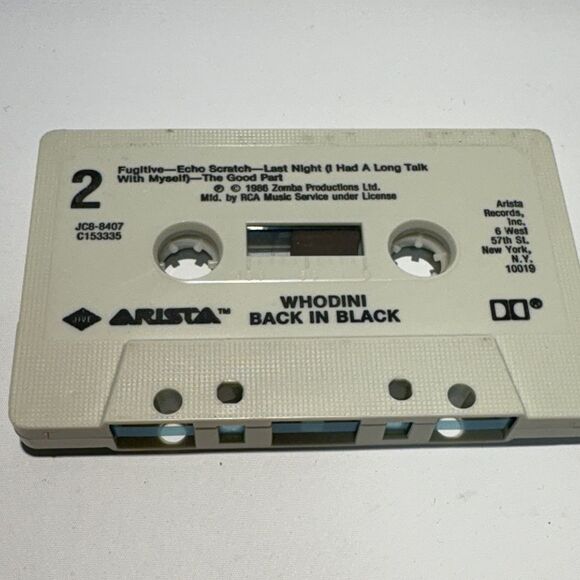 2
Fugitive—Echo Scratch—Last Night (I Had A Long Talk
With Myself)—The Good Part
℗ © 1986 Zomba Productions Ltd.
Mfd. by RCA Music Service under License
JC8-8407
C153335
Arista
Records,
Inc.
6 West
57th St.
New York,
N.Y.
10019
JIVE
ARISTA™
WHODINI
BACK IN BLACK
®